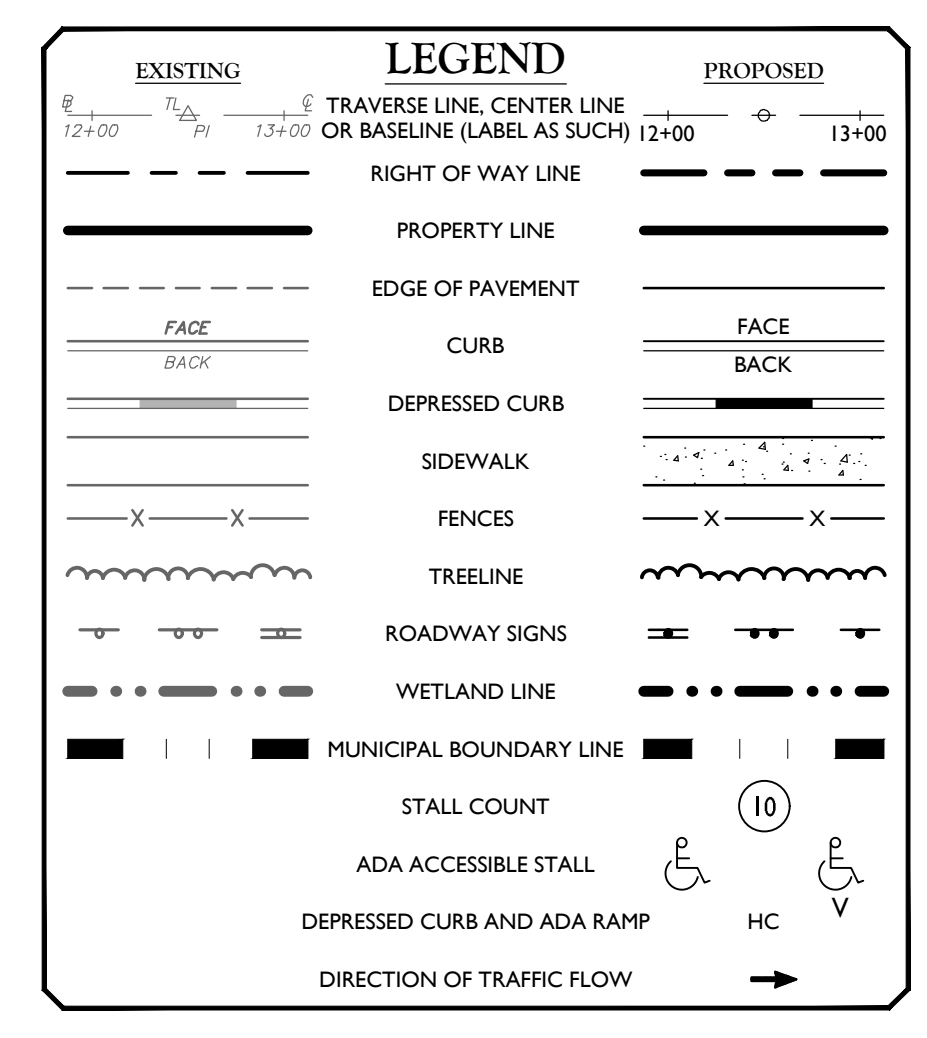 LEGEND
EXISTING
PROPOSED
BL TL CL
12+00 PI 13+00
TRAVERSE LINE, CENTER LINE
OR BASELINE (LABEL AS SUCH)
12+00 13+00
RIGHT OF WAY LINE
PROPERTY LINE
EDGE OF PAVEMENT
FACE
BACK
CURB
FACE
BACK
DEPRESSED CURB
SIDEWALK
X X FENCES X X
TREELINE
ROADWAY SIGNS
WETLAND LINE
MUNICIPAL BOUNDARY LINE
STALL COUNT 10
ADA ACCESSIBLE STALL
V
DEPRESSED CURB AND ADA RAMP HC
DIRECTION OF TRAFFIC FLOW